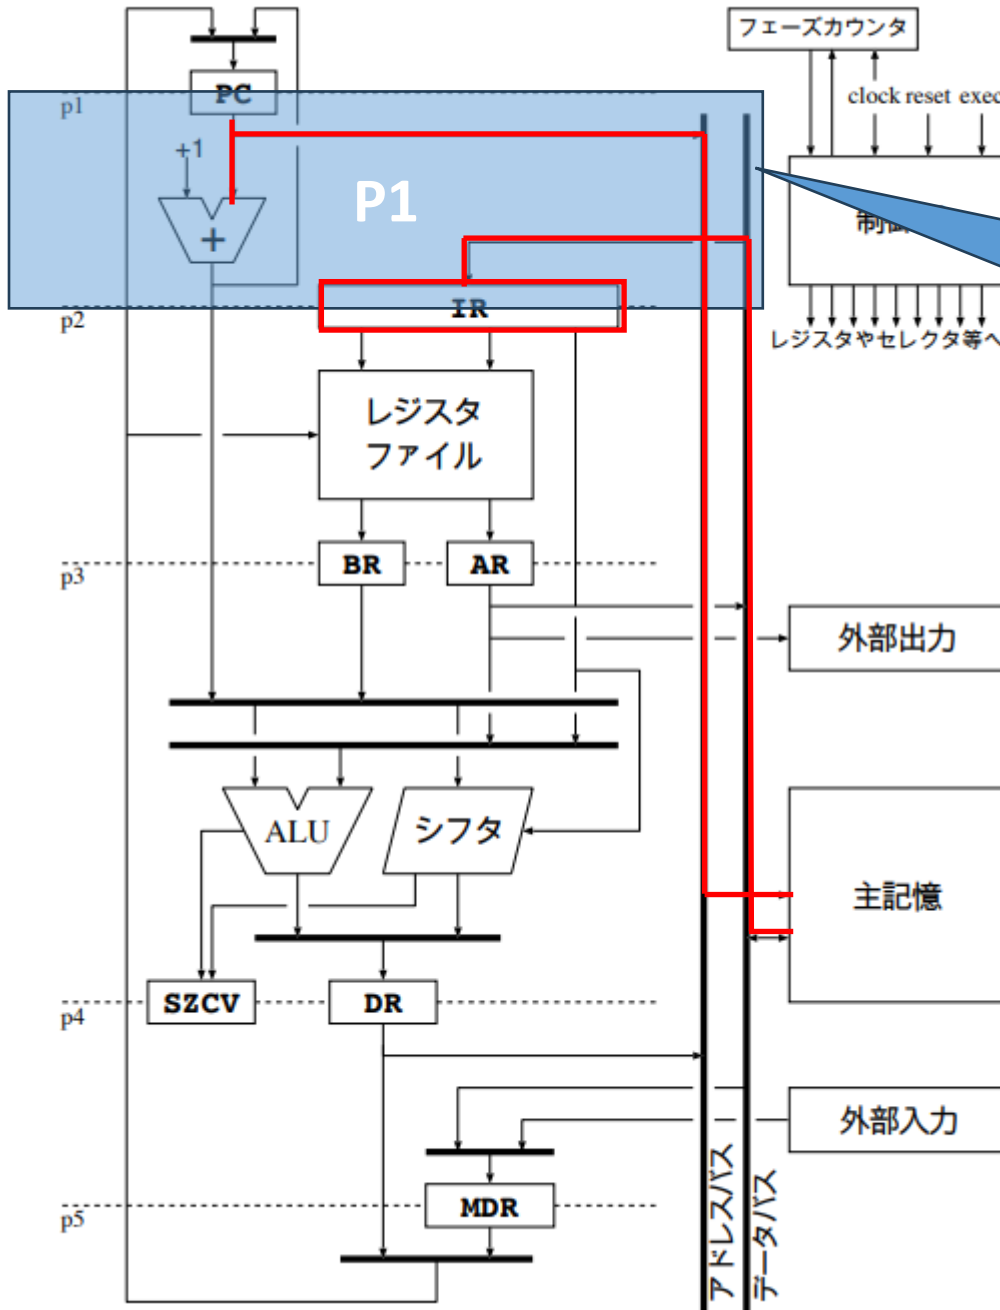 フェーズカウンタ
clock reset exec
p1
PC
+1
P1
+
制御
p2
IR
レジスタやセレクタ等へ
レジスタ
ファイル
p3
BR
AR
外部出力
ALU
シフタ
主記憶
p4
SZCV
DR
外部入力
p5
MDR
アドレスバス
データバス